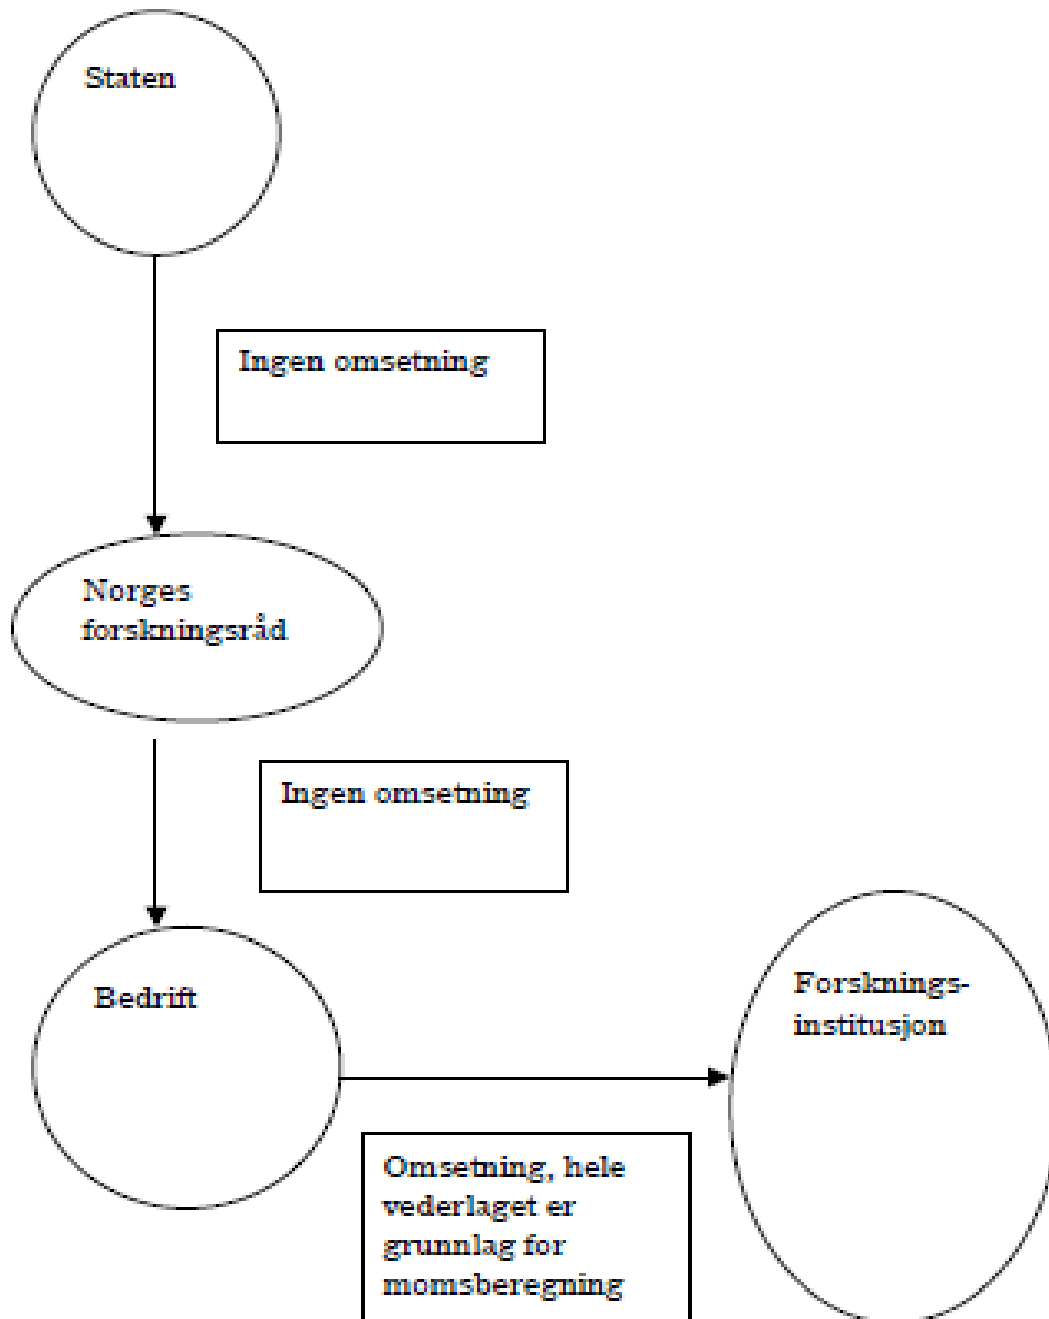 Staten
Ingen omsetning
Norges
forskningsråd
Ingen omsetning
Bedrift
Forsknings-
institusjon
Omsetning, hele
vederlaget er
grunnlag for
momsberegning